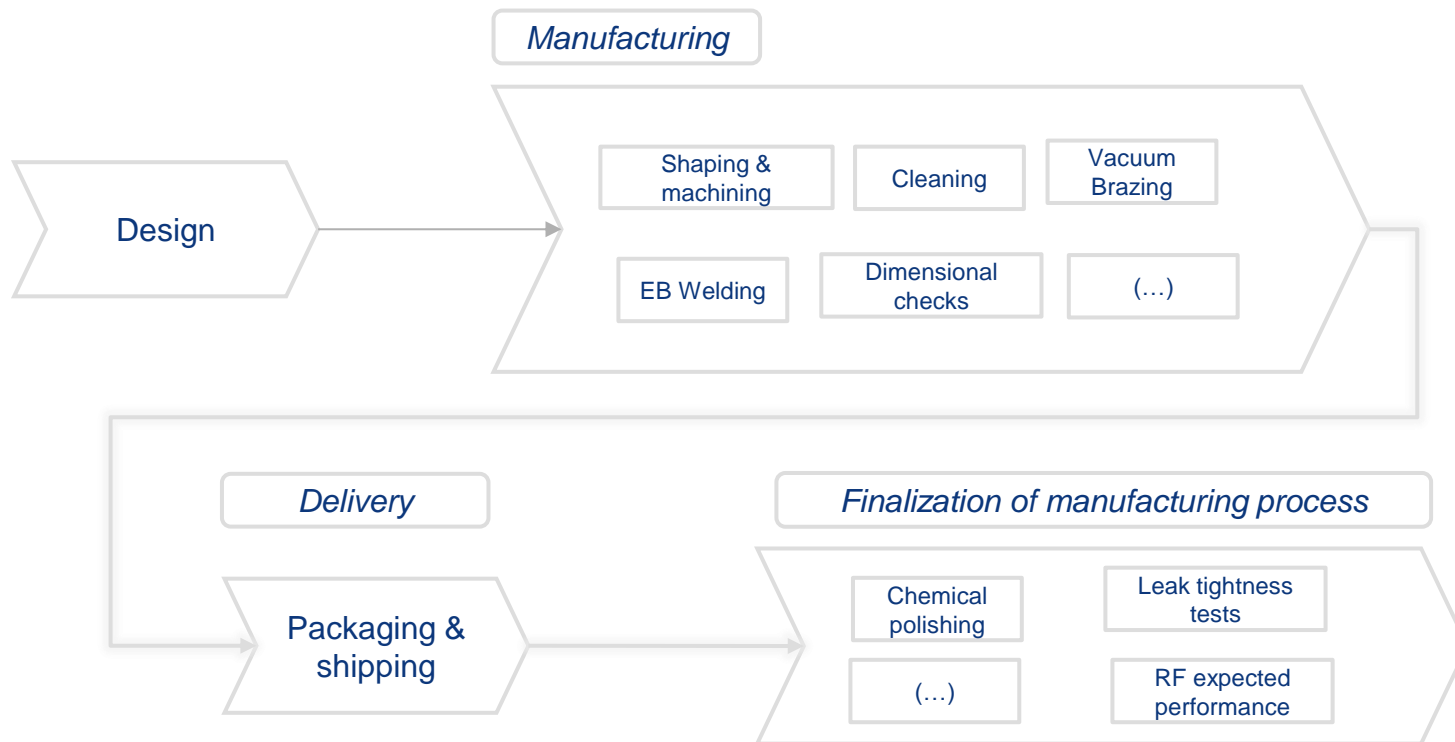 Manufacturing
Design
Shaping &
machining
Cleaning
Vacuum
Brazing
EB Welding
Dimensional
checks
(…)
Delivery
Packaging &
shipping
Finalization of manufacturing process
Chemical
polishing
Leak tightness
tests
(…)
RF expected
performance